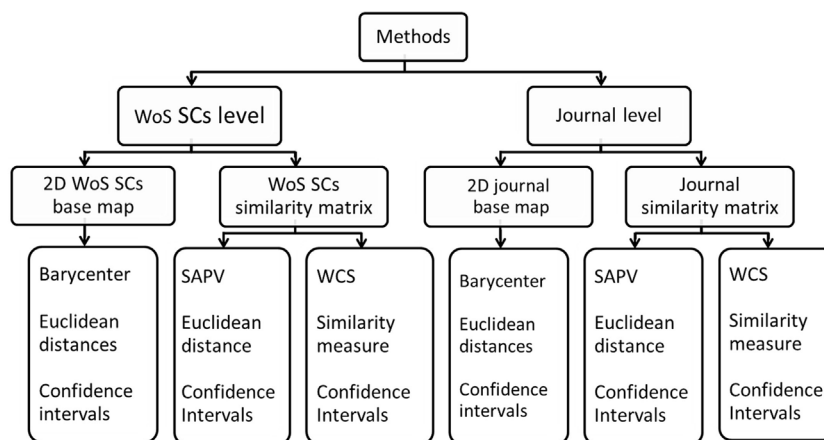 Methods
WoS SCs level
Journal level
2D WoS SCs
base map
WoS SCs
similarity matrix
2D journal
base map
Journal
similarity matrix
Barycenter
Euclidean
distances
Confidence
intervals
SAPV
Euclidean
distance
Confidence
Intervals
WCS
Similarity
measure
Confidence
Intervals
Barycenter
Euclidean
distances
Confidence
intervals
SAPV
Euclidean
distance
Confidence
Intervals
WCS
Similarity
measure
Confidence
Intervals